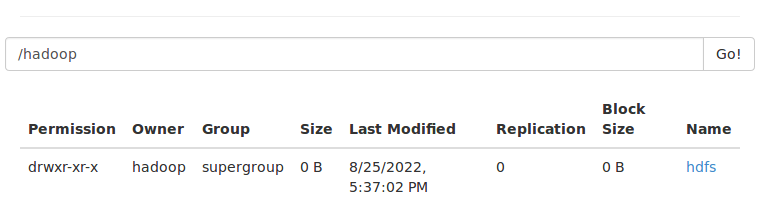 /hadoop Go!
Permission Owner Group Size Last Modified Replication Block Size Name
drwxr-xr-x hadoop supergroup 0 B 8/25/2022, 5:37:02 PM 0 0 B hdfs